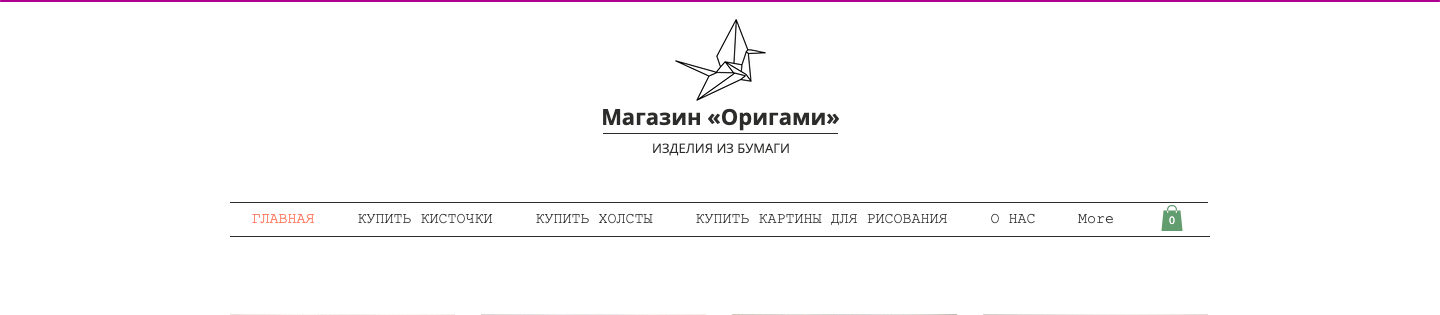 Магазин «Оригами»
ИЗДЕЛИЯ ИЗ БУМАГИ
ГЛАВНАЯ КУПИТЬ КИСТОЧКИ КУПИТЬ ХОЛСТЫ КУПИТЬ КАРТИНЫ ДЛЯ РИСОВАНИЯ О НАС More 0